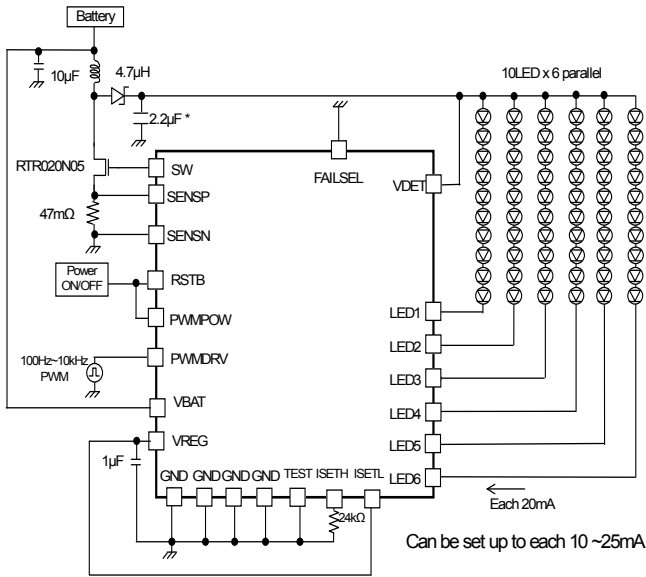 Battery
10µF
4.7µH
10LED x 6 parallel
2.2µF *
RTR020N05
SW
FAILSEL
VDET
SENSP
47mΩ
SENSN
Power
ON/OFF
RSTB
PWMPOW
LED1
LED2
100Hz~10kHz
PWM
PWMDRV
LED3
VBAT
LED4
VREG
LED5
1µF
GND
GND
GND
GND
TEST
ISETH
ISETL
LED6
24kΩ
Each 20mA
Can be set up to each 10 ~25mA